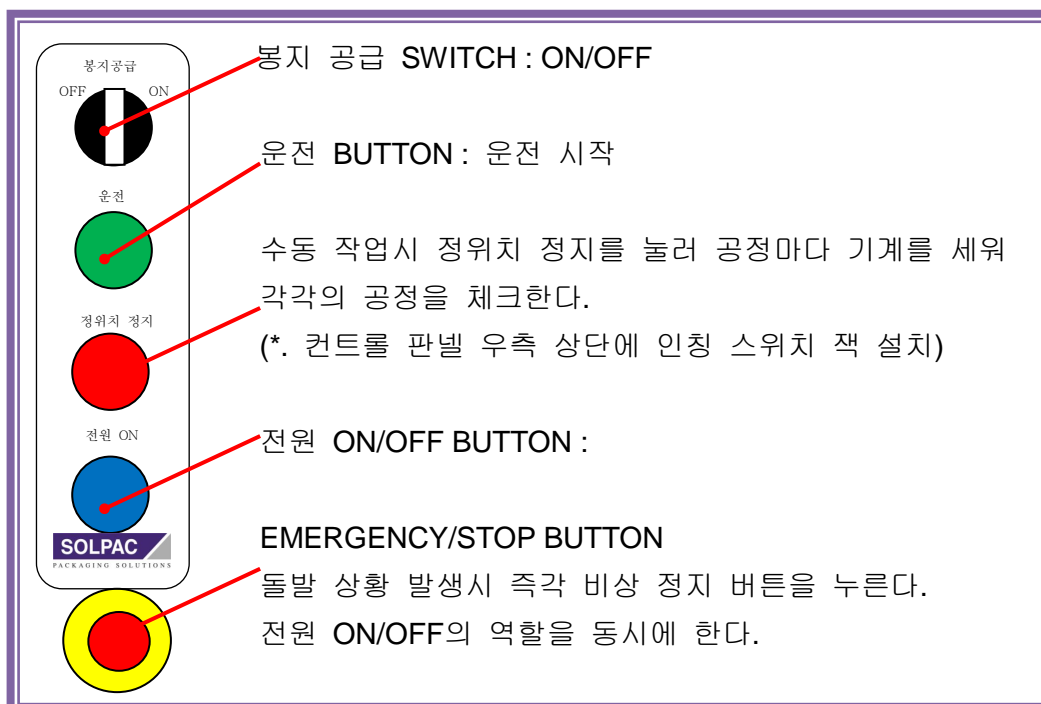 봉지공급
OFF ON
운전
정위치 정지
전원 ON
SOLPAC
PACKAGING SOLUTIONS
봉지 공급 SWITCH : ON/OFF
운전 BUTTON : 운전 시작
수동 작업시 정위치 정지를 눌러 공정마다 기계를 세워
각각의 공정을 체크한다.
(*. 컨트롤 판넬 우측 상단에 인칭 스위치 잭 설치)
전원 ON/OFF BUTTON :
EMERGENCY/STOP BUTTON
돌발 상황 발생시 즉각 비상 정지 버튼을 누른다.
전원 ON/OFF의 역할을 동시에 한다.